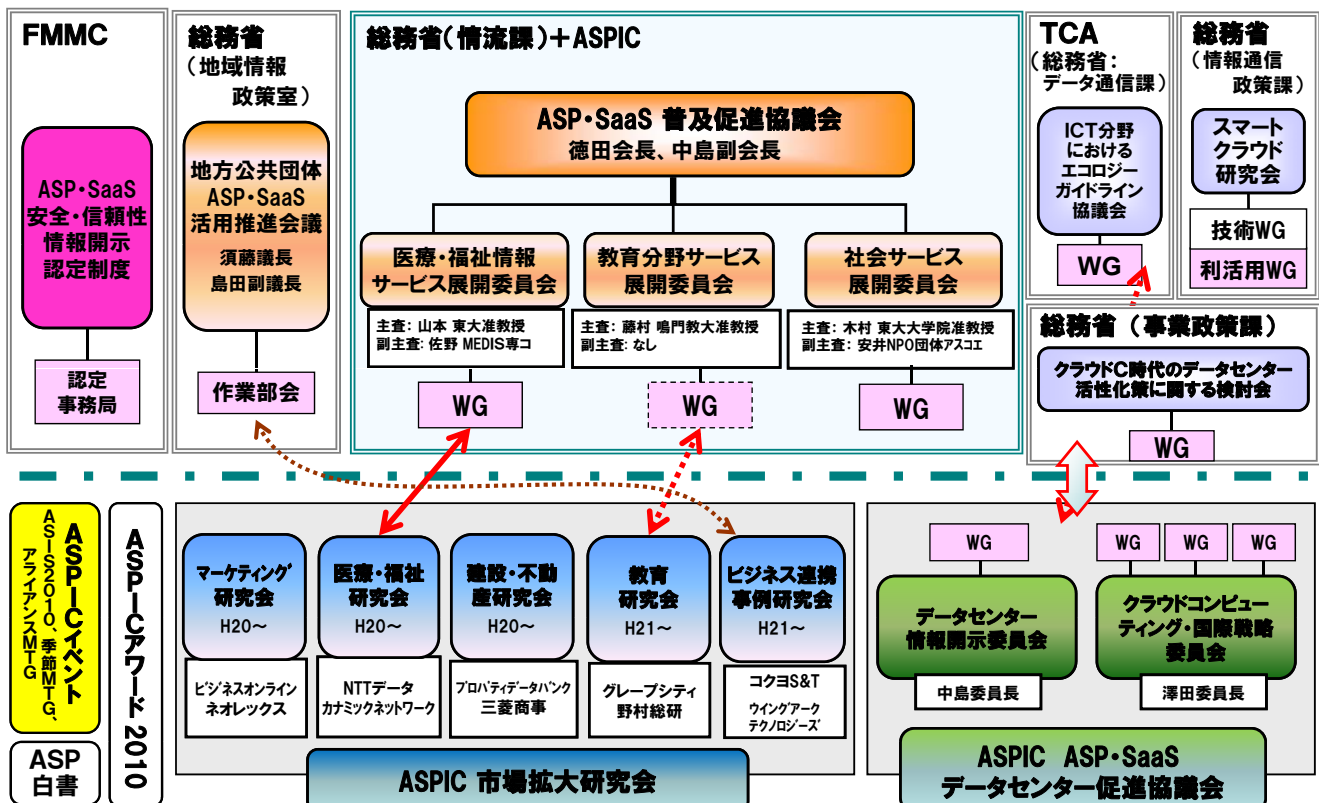 FMMC
ASP・SaaS
安全・信頼性
情報開示
認定制度
認定
事務局
総務省
(地域情報
政策室)
地方公共団体
ASP・SaaS
活用推進会議
須藤議長
島田副議長
作業部会
総務省(情流課)+ASPIC
ASP・SaaS 普及促進協議会
徳田会長、中島副会長
医療・福祉情報
サービス展開委員会
主査: 山本 東大准教授
副主査: 佐野 MEDIS専コ
WG
教育分野サービス
展開委員会
主査: 藤村 鳴門教大准教授
副主査: なし
WG
社会サービス
展開委員会
主査: 木村 東大大学院准教授
副主査: 安井NPO団体アスコエ
WG
TCA
(総務省:
データ通信課)
ICT分野
における
エコロジー
ガイドライン
協議会
WG
総務省
(情報通信
政策課)
スマート
クラウド
研究会
技術WG
利活用WG
総務省 (事業政策課)
クラウドC時代のデータセンター
活性化策に関する検討会
WG
ASPICイベント
ASIS2010、季節MTG、
アライアンスMTG
ASP
白書
ASPICアワード 2010
マーケティング
研究会
H20~
ビジネスオンライン
ネオレックス
医療・福祉
研究会
H20~
NTTデータ
カナミックネットワーク
建設・不動
産研究会
H20~
プロパティデータバンク
三菱商事
教育
研究会
H21~
グレープシティ
野村総研
ビジネス連携
事例研究会
H21~
コクヨS&T
ウイングアーク
テクノロジーズ
ASPIC 市場拡大研究会
WG
データセンター
情報開示委員会
中島委員長
WG
WG
WG
クラウドコンピュー
ティング・国際戦略
委員会
澤田委員長
ASPIC ASP・SaaS
データセンター促進協議会